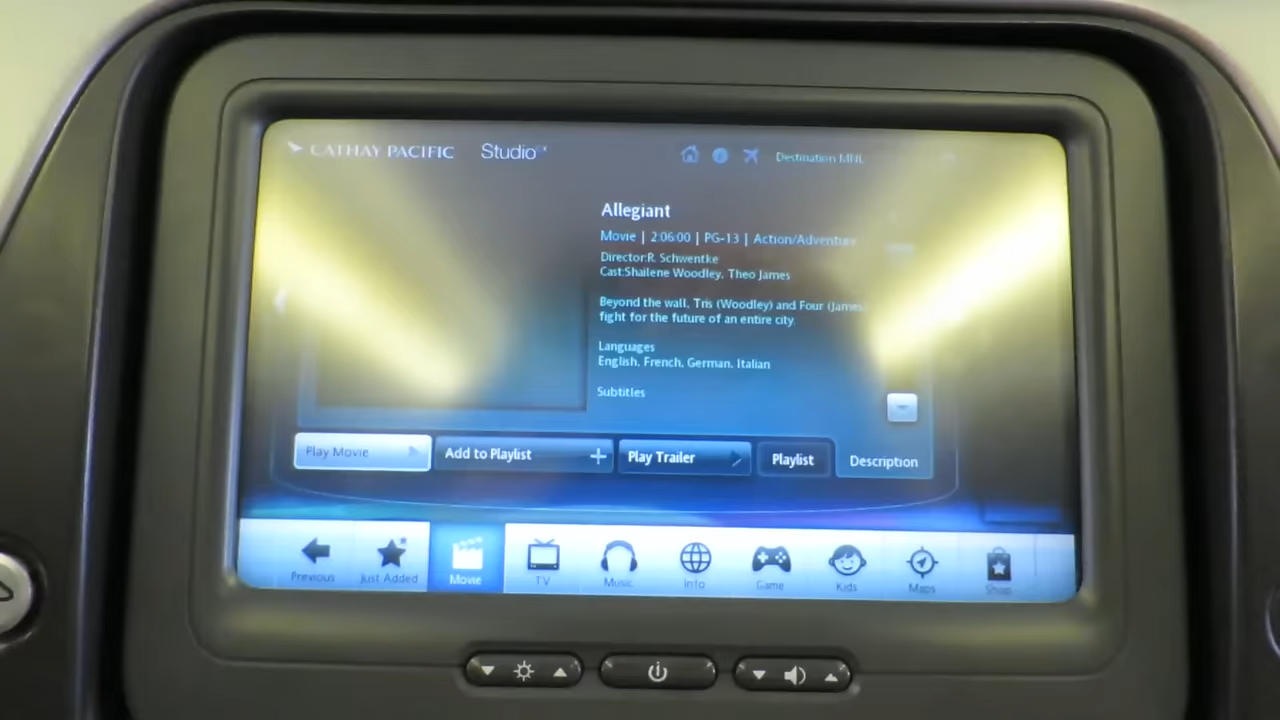 CATHAY PACIFIC StudioCX Destination MNL
Allegiant
Movie | 2:06:00 | PG-13 | Action/Adventure
Director:R. Schwentke
Cast:Shailene Woodley, Theo James
Beyond the wall, Tris (Woodley) and Four (James
fight for the future of an entire city.
Languages
English, French, German, Italian
Subtitles
Play Movie Add to Playlist Play Trailer Playlist Description
Previous Just Added Movie TV Music Info Game Kids Maps Shop